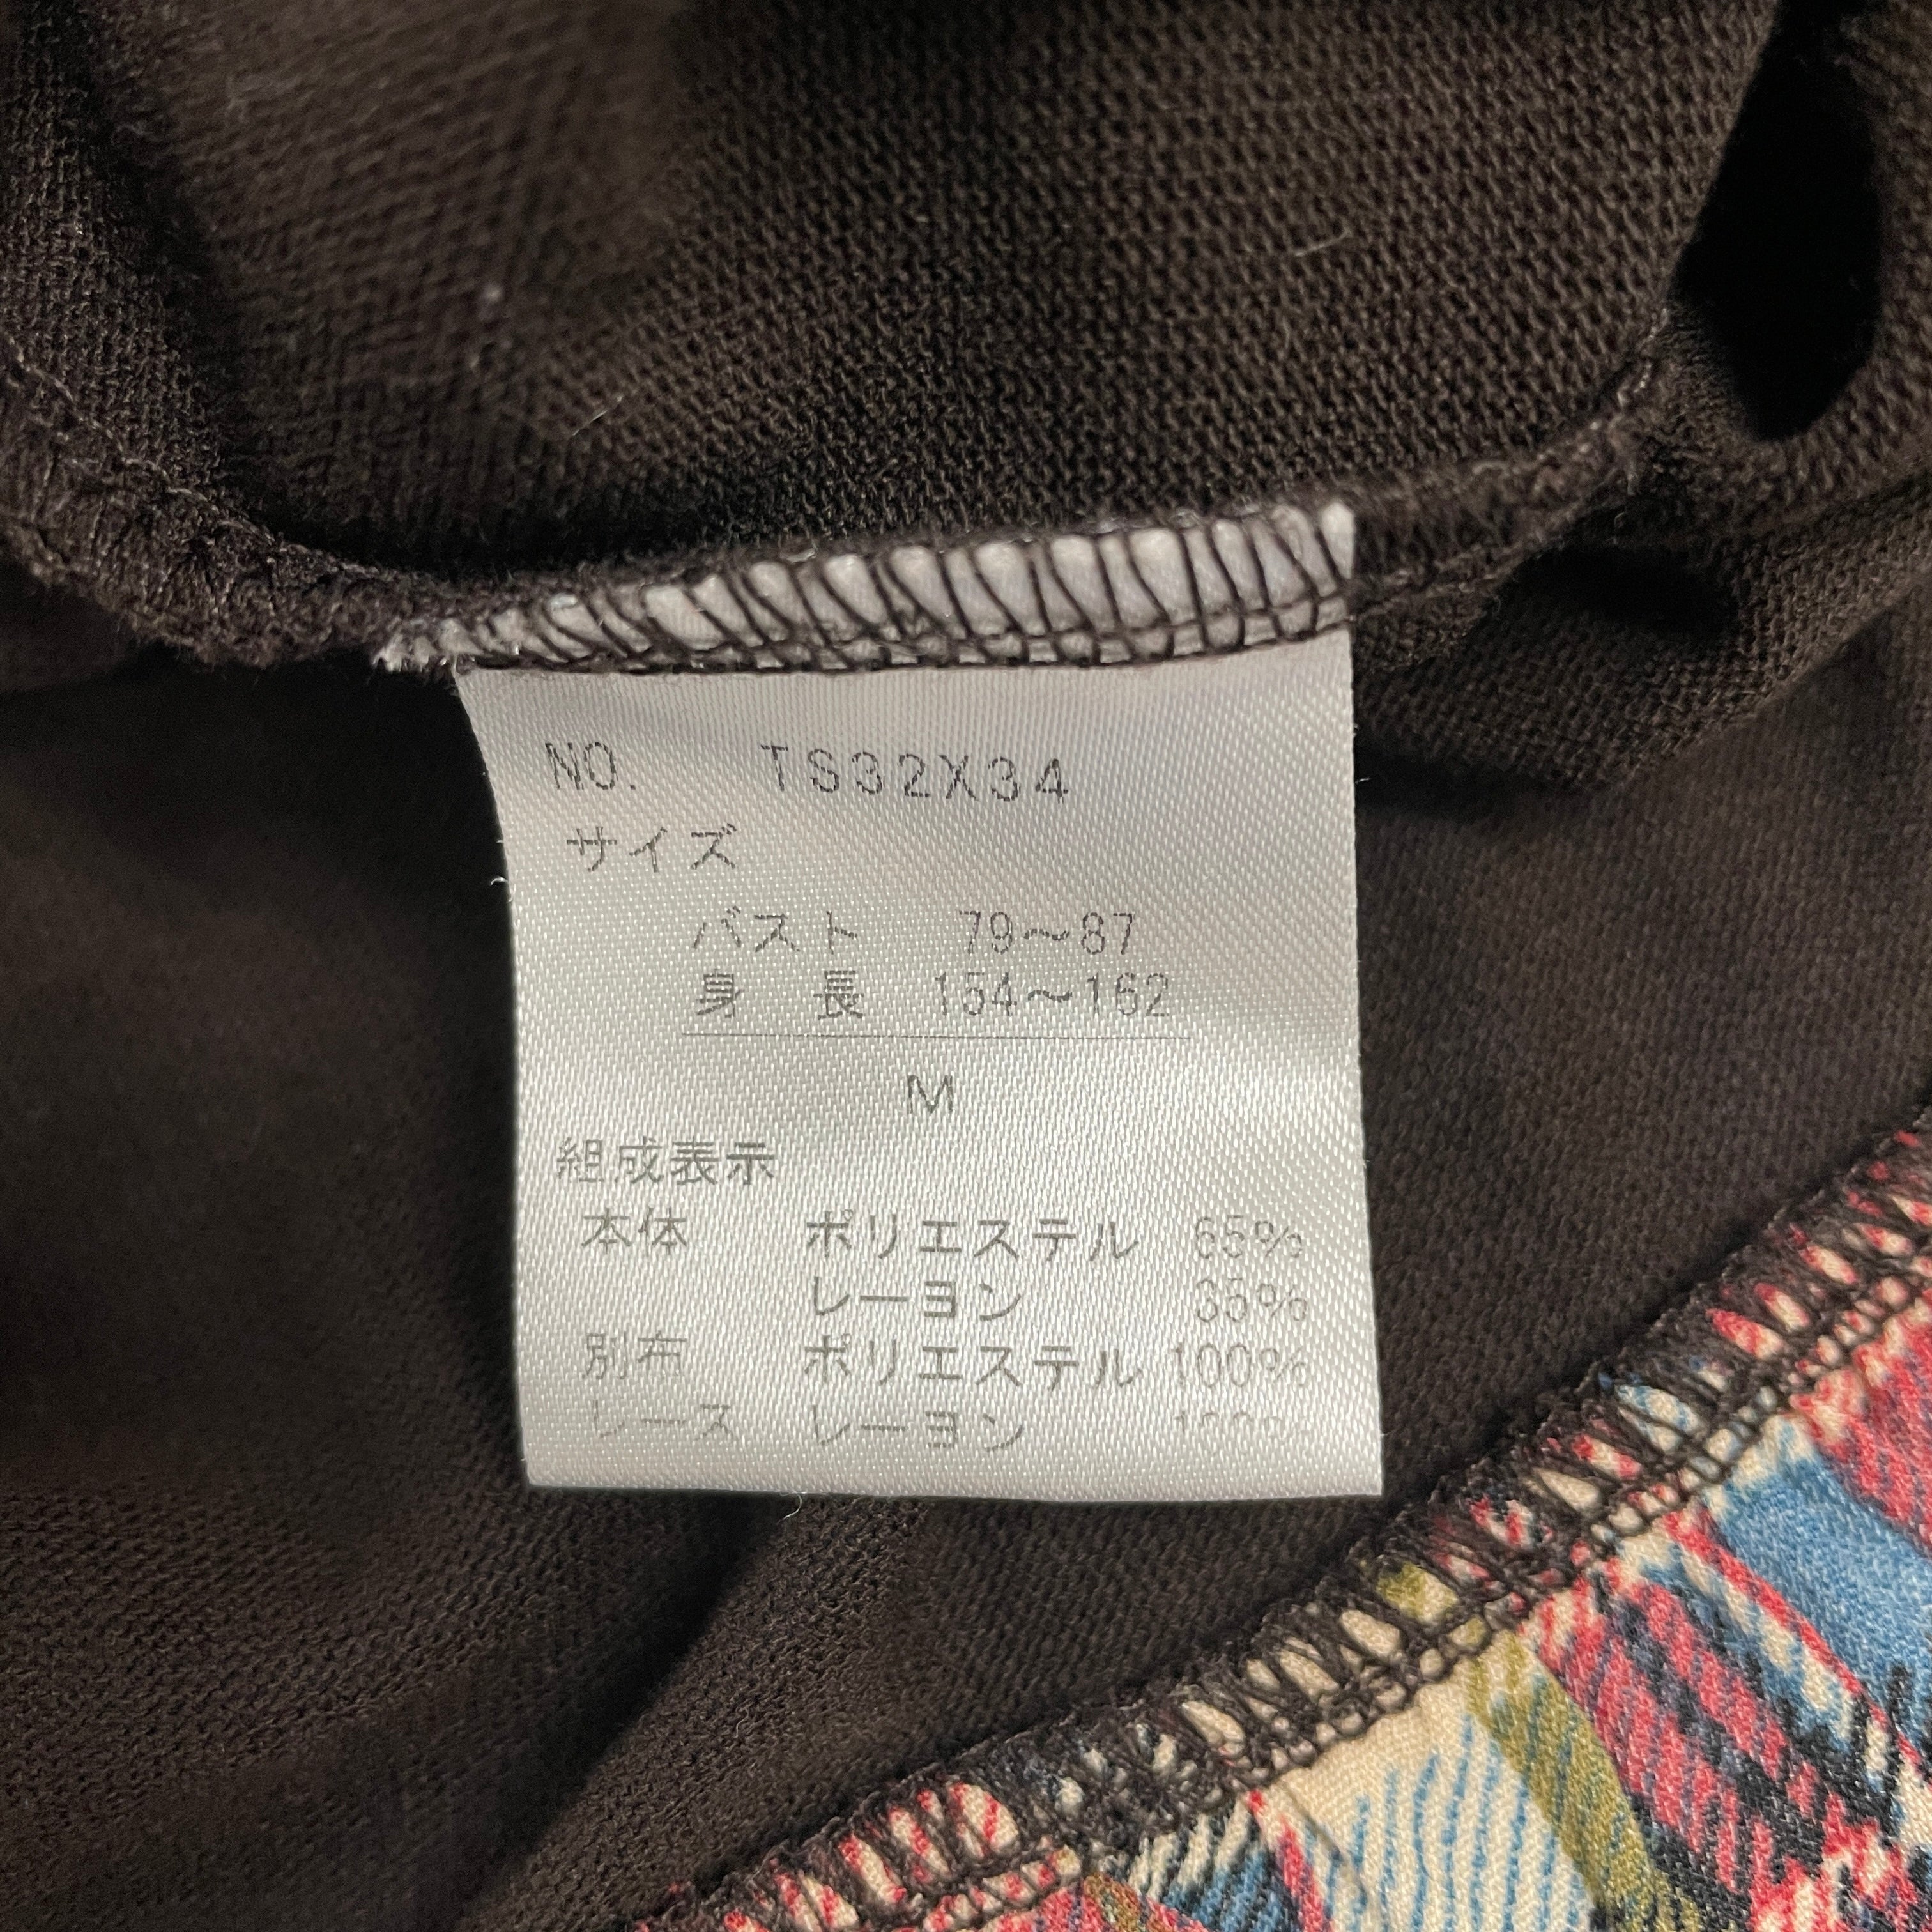 NO. TS32X34
サイズ
バスト 79～87
身 長 154～162
M
組成表示
本体 ポリエステル 65%
レーヨン 35%
別布 ポリエステル 100%
レース レーヨン 100%